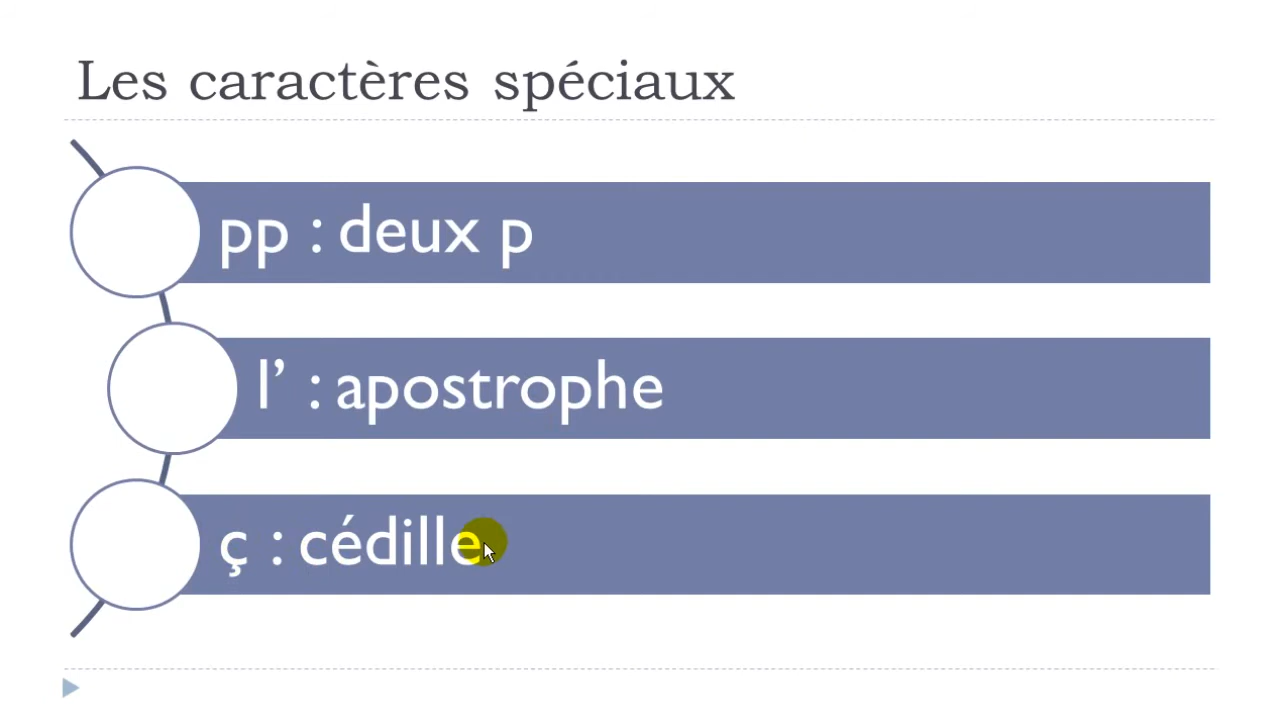 Les caractères spéciaux
pp : deux p
l’ : apostrophe
ç : cédille